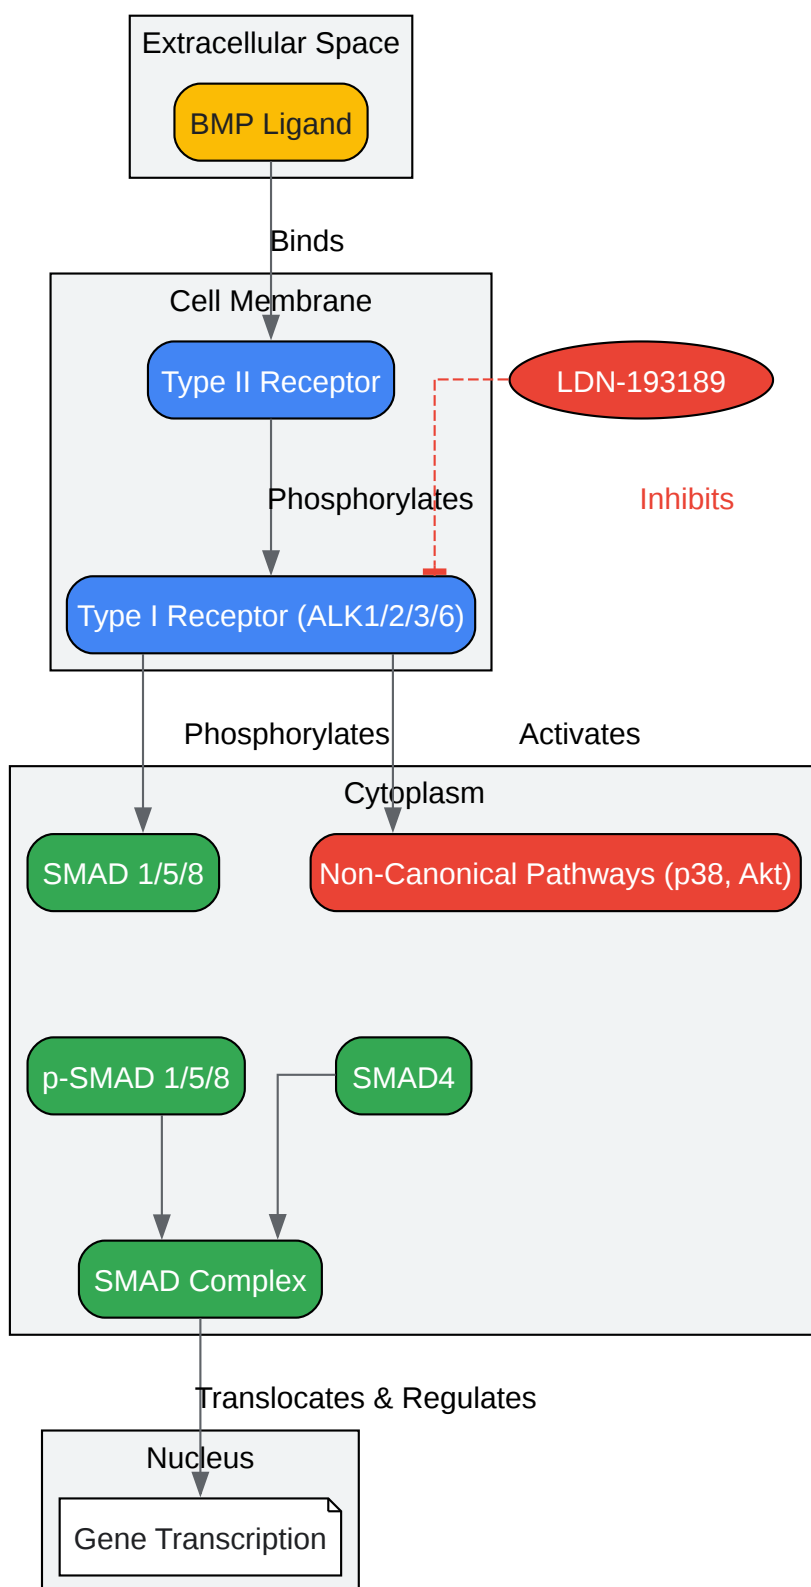 Extracellular Space
BMP Ligand
Binds
Cell Membrane
Type II Receptor
LDN-193189
Phosphorylates
Inhibits
Type I Receptor (ALK1/2/3/6)
Phosphorylates
Activates
Cytoplasm
SMAD 1/5/8
Non-Canonical Pathways (p38, Akt)
p-SMAD 1/5/8
SMAD4
SMAD Complex
Translocates & Regulates
Nucleus
Gene Transcription